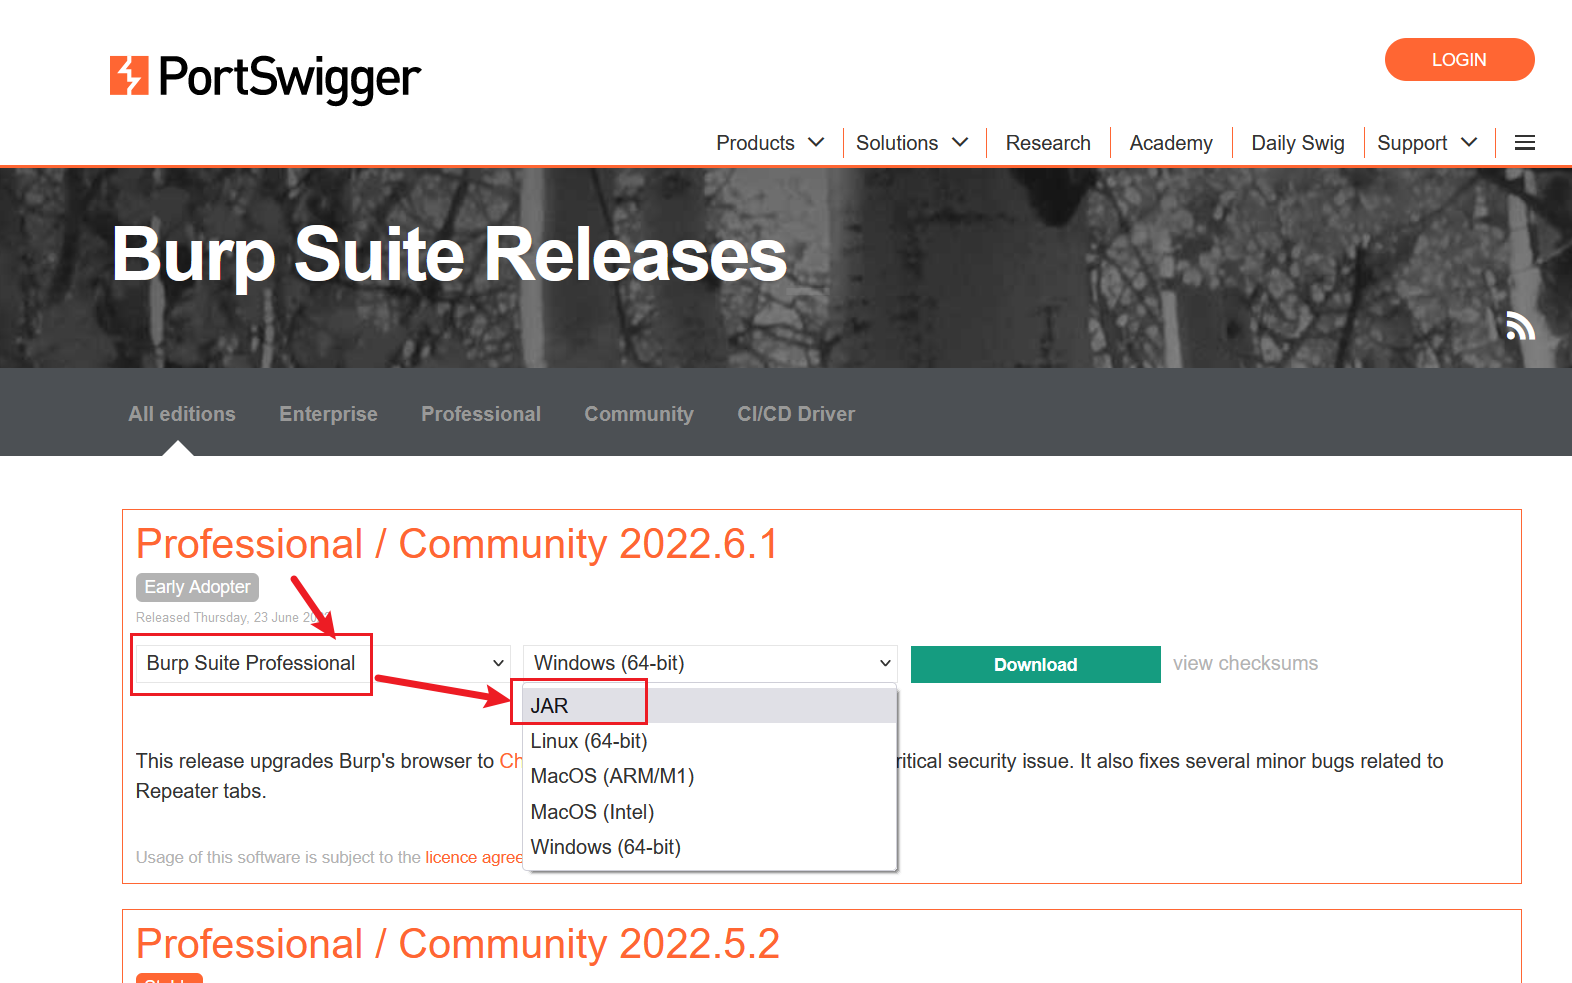 PortSwigger
LOGIN
Products
Solutions
Research
Academy
Daily Swig
Support
Burp Suite Releases
All editions
Enterprise
Professional
Community
CI/CD Driver
Professional / Community 2022.6.1
Early Adopter
Released Thursday, 23 June
Burp Suite Professional
Windows (64-bit)
Download
view checksums
JAR
Linux (64-bit)
MacOS (ARM/M1)
MacOS (Intel)
Windows (64-bit)
This release upgrades Burp's browser to Ch ritical security issue. It also fixes several minor bugs related to
Repeater tabs.
Usage of this software is subject to the licence agree
Professional / Community 2022.5.2